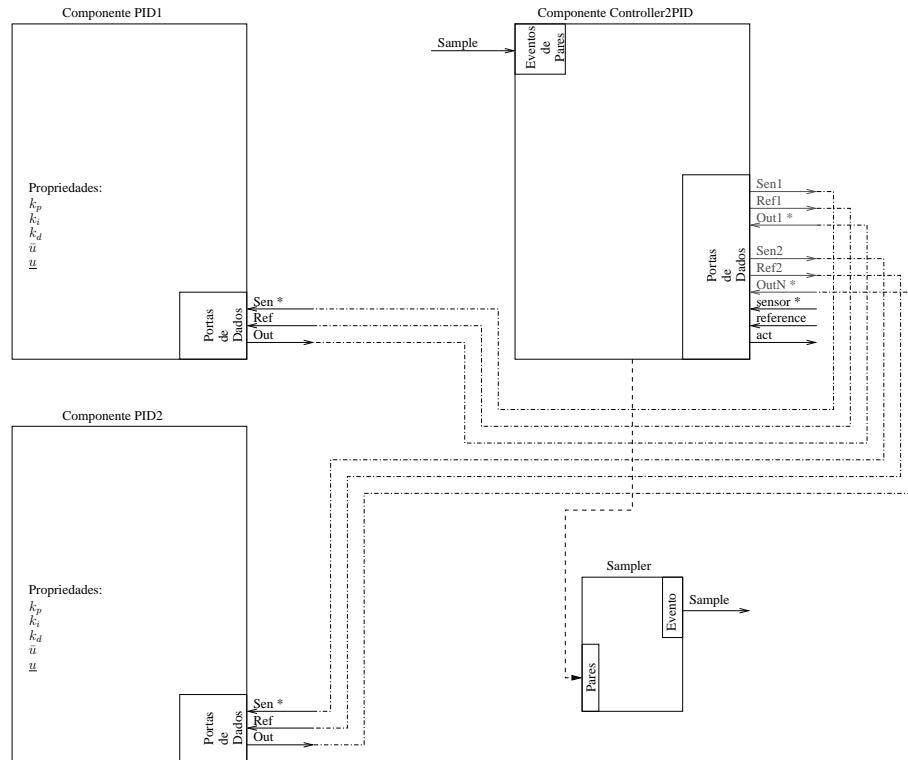 Componente PID1
Propriedades:
k_p
k_i
k_d
ū
u̲
Portas
de
Dados
Sen *
Ref
Out
Componente Controller2PID
Sample
Eventos
de
Pares
Portas
de
Dados
Sen1
Ref1
Out1 *
Sen2
Ref2
OutN *
sensor *
reference
act
Componente PID2
Propriedades:
k_p
k_i
k_d
ū
u̲
Portas
de
Dados
Sen *
Ref
Out
Sampler
Evento
Sample
Pares